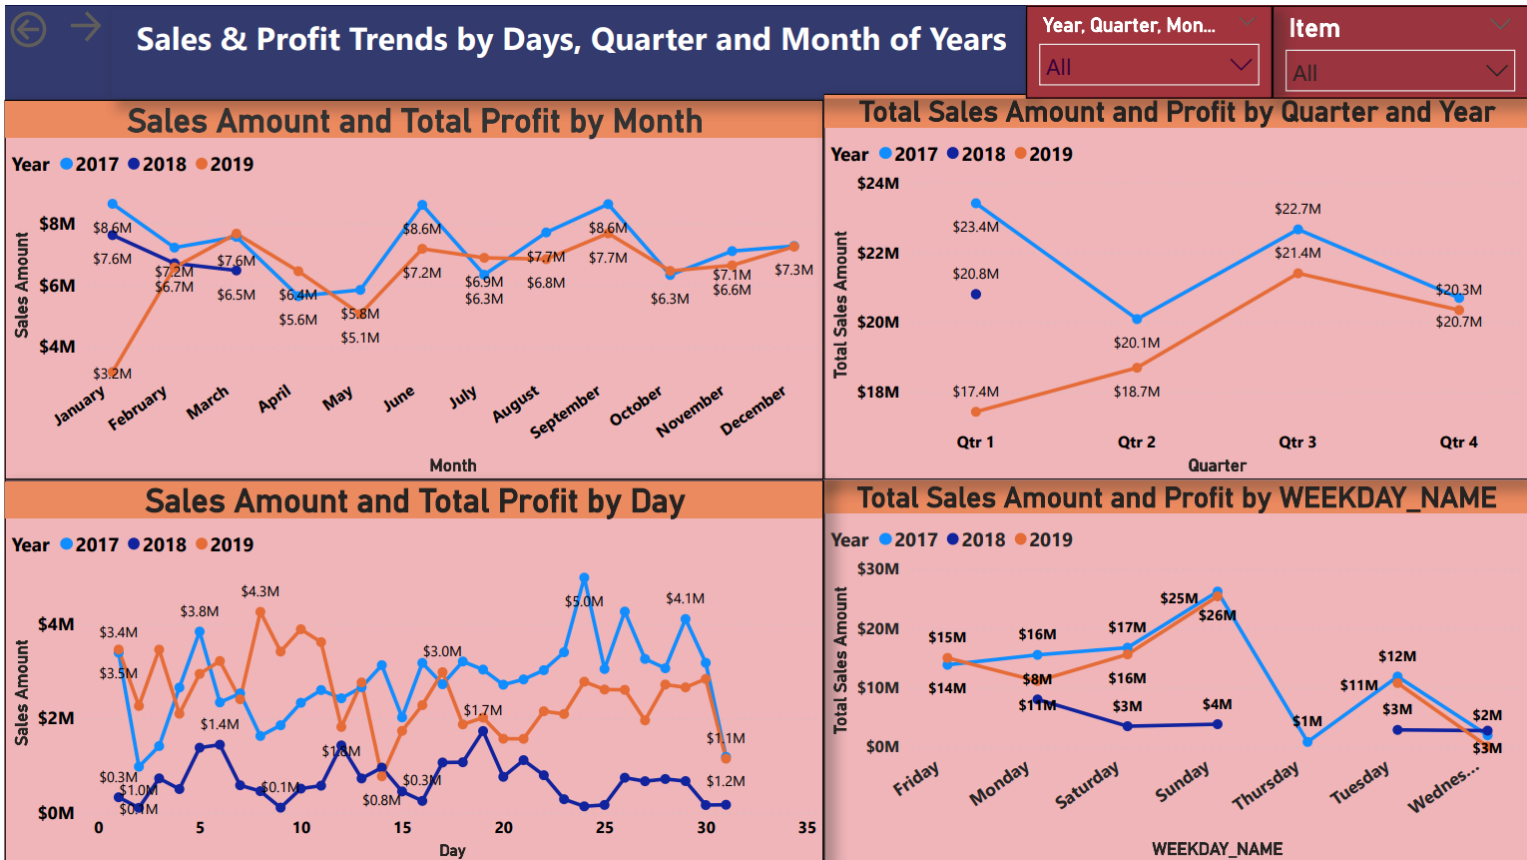 Sales & Profit Trends by Days, Quarter and Month of Years
Year, Quarter, Mon...
All
Item
All
Sales Amount and Total Profit by Month
Year 2017 2018 2019
Sales Amount
$8M
$6M
$4M
$8.6M
$7.6M
$3.2M
$7.2M
$6.7M
$7.6M
$6.5M
$6.4M
$5.6M
$5.8M
$5.1M
$8.6M
$7.2M
$6.9M
$6.3M
$7.7M
$6.8M
$8.6M
$7.7M
$6.3M
$7.1M
$6.6M
$7.3M
January
February
March
April
May
June
July
August
September
October
November
December
Month
Total Sales Amount and Profit by Quarter and Year
Year 2017 2018 2019
Total Sales Amount
$24M
$22M
$20M
$18M
$23.4M
$20.8M
$17.4M
$20.1M
$18.7M
$22.7M
$21.4M
$20.3M
$20.7M
Qtr 1
Qtr 2
Qtr 3
Qtr 4
Quarter
Sales Amount and Total Profit by Day
Year 2017 2018 2019
Sales Amount
$4M
$2M
$0M
$3.4M
$3.5M
$0.3M
$1.0M
$0.1M
$3.8M
$1.4M
$4.3M
$0.1M
$1.8M
$0.8M
$0.3M
$3.0M
$1.7M
$5.0M
$4.1M
$1.1M
$1.2M
0
5
10
15
20
25
30
35
Day
Total Sales Amount and Profit by WEEKDAY_NAME
Year 2017 2018 2019
Total Sales Amount
$30M
$20M
$10M
$0M
$15M
$14M
$16M
$8M
$11M
$17M
$16M
$3M
$25M
$26M
$4M
$1M
$12M
$11M
$3M
$2M
$3M
Friday
Monday
Saturday
Sunday
Thursday
Tuesday
Wednes...
WEEKDAY_NAME